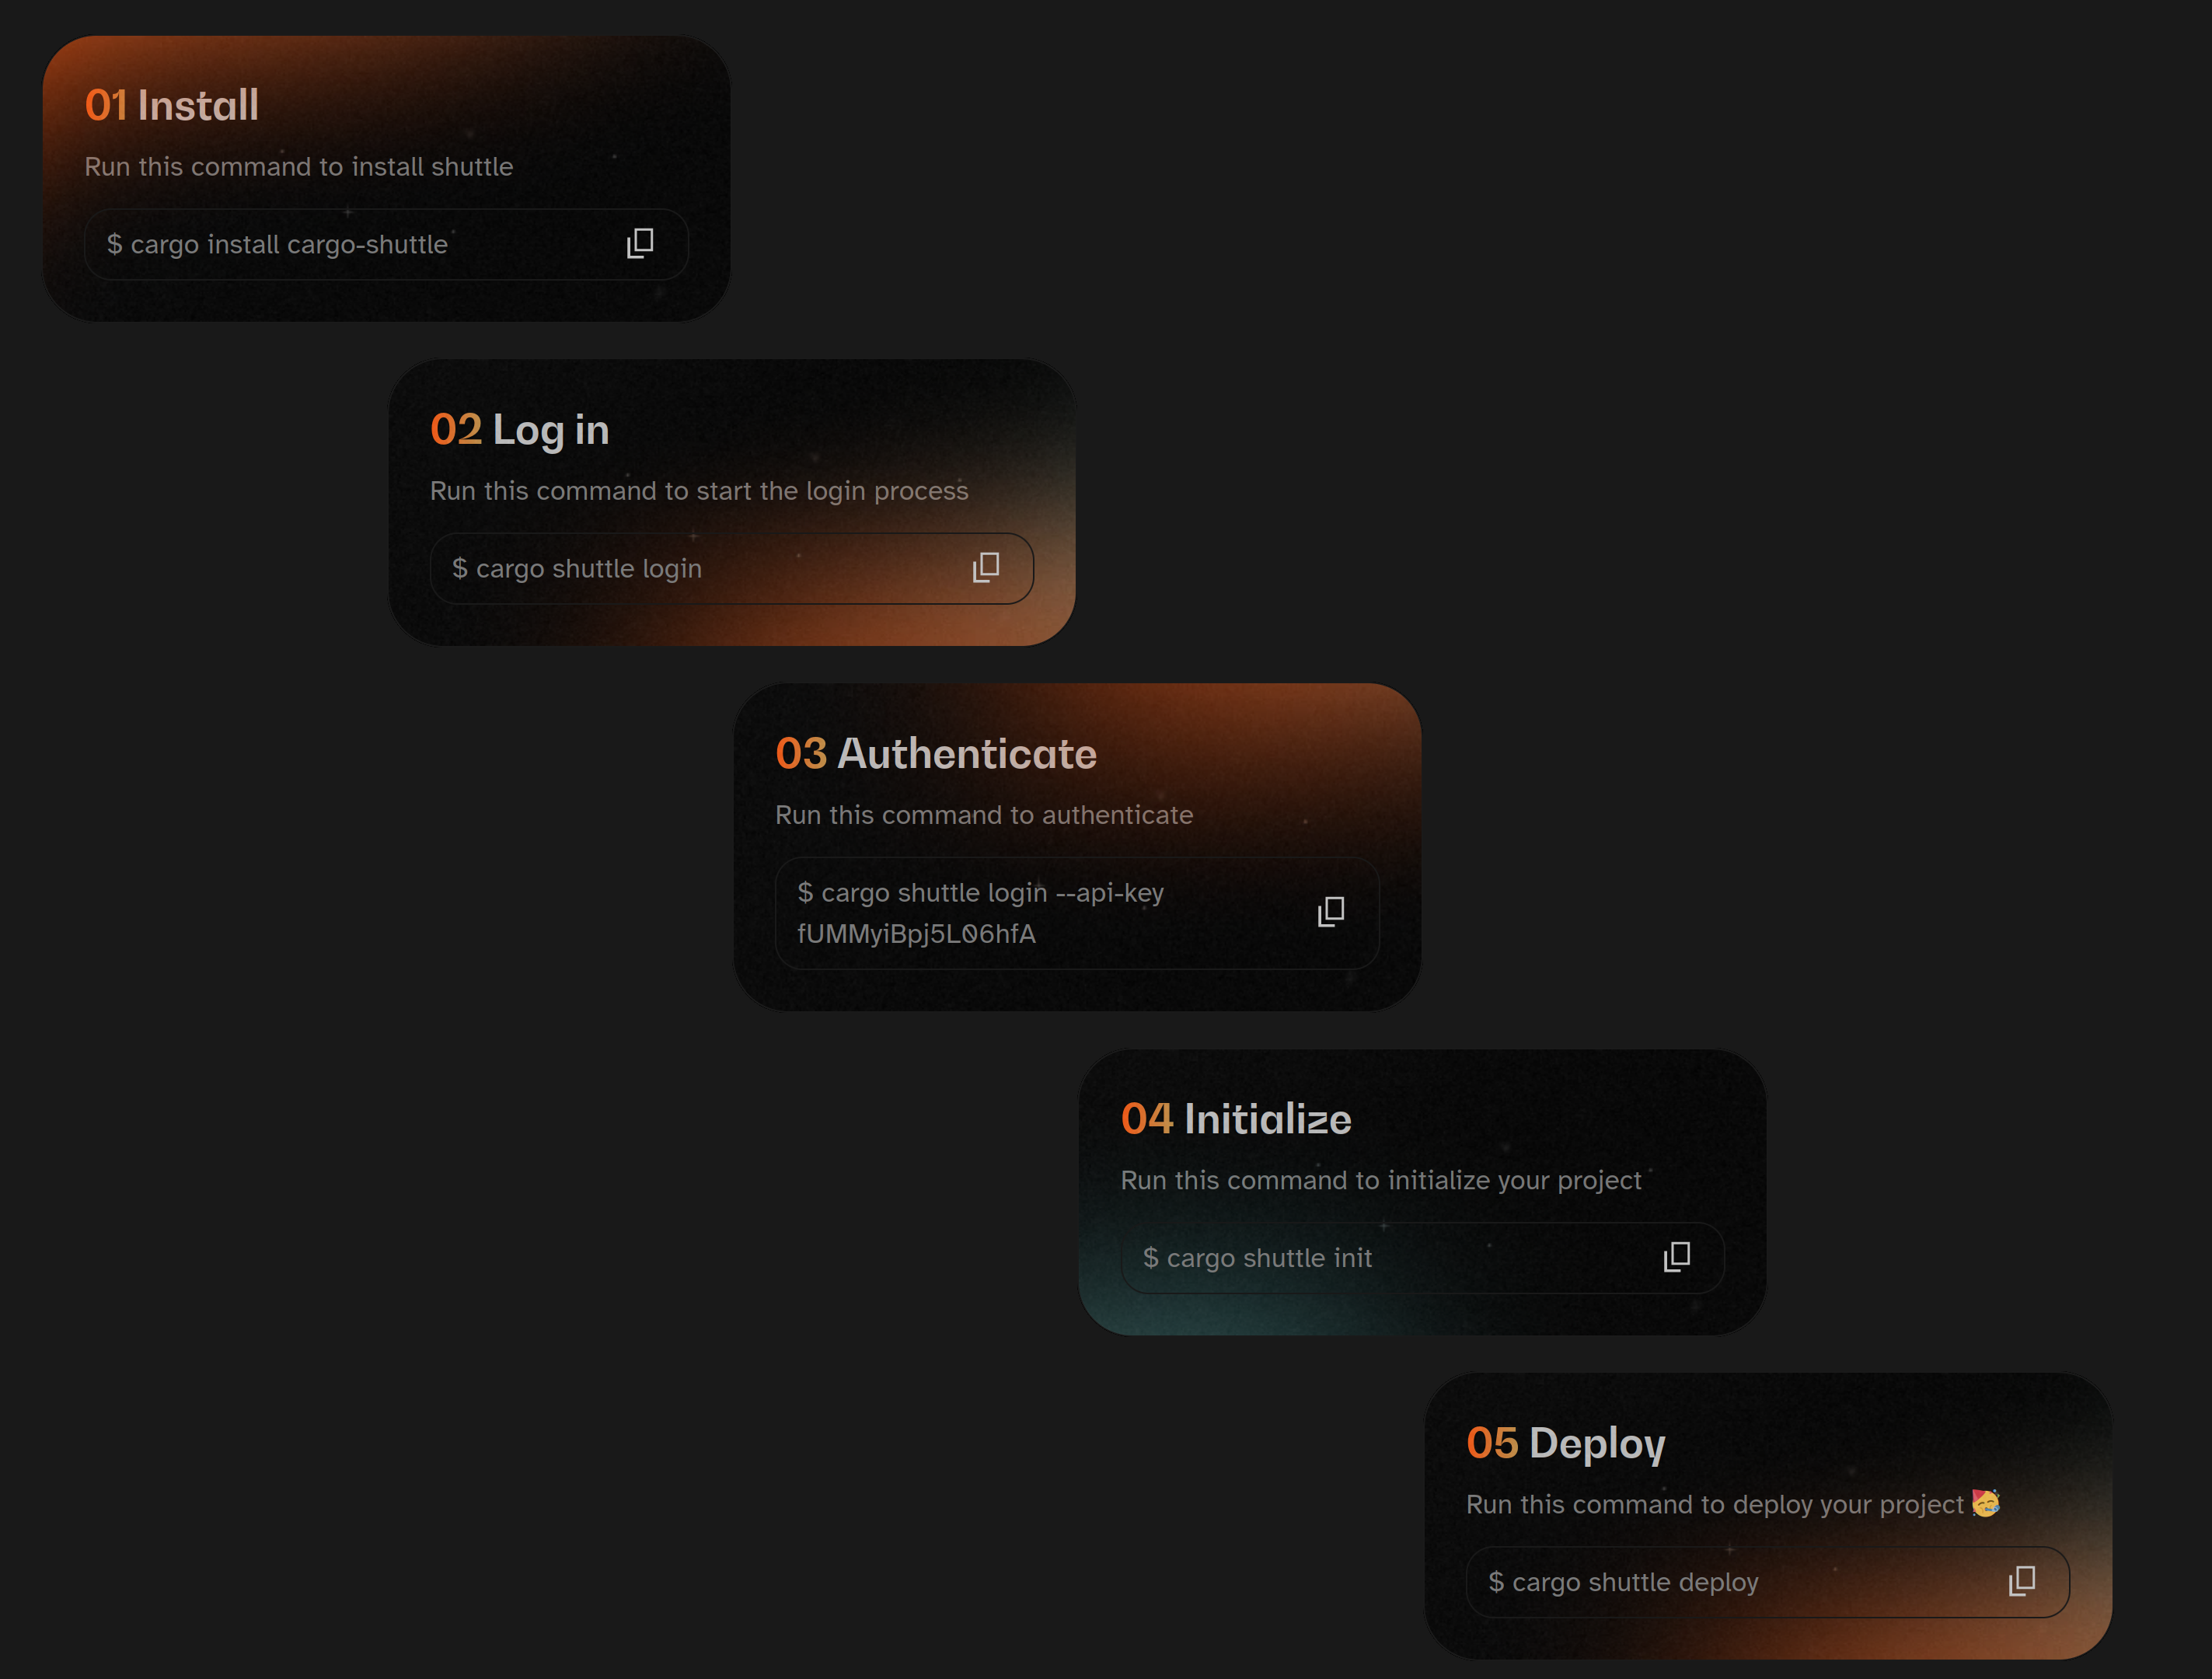 01 Install
Run this command to install shuttle
$ cargo install cargo-shuttle
02 Log in
Run this command to start the login process
$ cargo shuttle login
03 Authenticate
Run this command to authenticate
$ cargo shuttle login --api-key
fUMMyiBpj5L06hfA
04 Initialize
Run this command to initialize your project
$ cargo shuttle init
05 Deploy
Run this command to deploy your project 🥳
$ cargo shuttle deploy